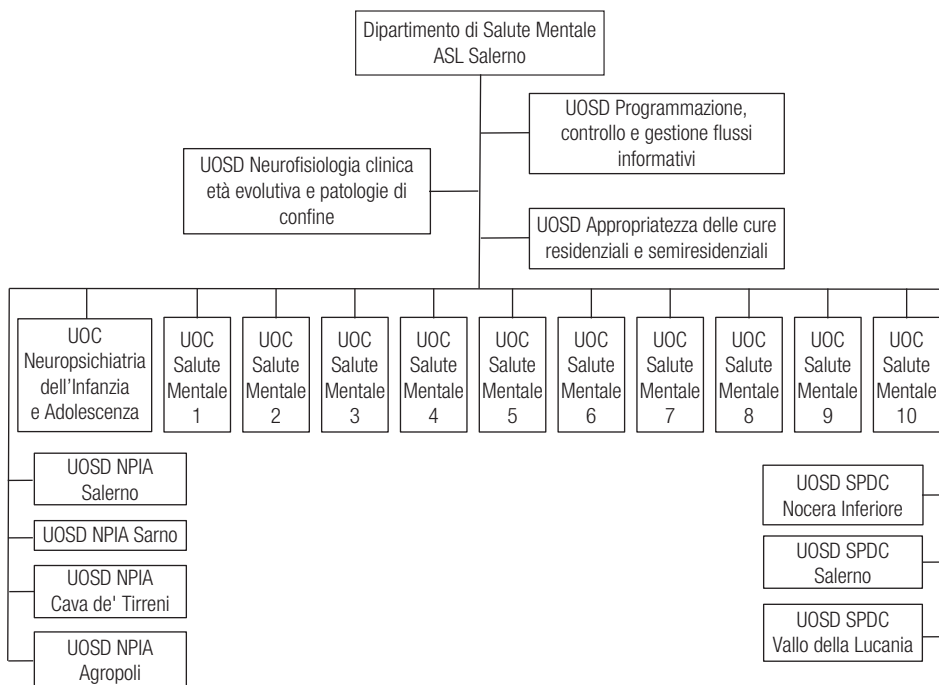 Dipartimento di Salute Mentale
ASL Salerno
UOSD Programmazione,
controllo e gestione flussi
informativi
UOSD Neurofisiologia clinica
età evolutiva e patologie di
confine
UOSD Appropriatezza delle cure
residenziali e semiresidenziali
UOC
Neuropsichiatria
dell'Infanzia
e Adolescenza
UOC
Salute
Mentale
1
UOC
Salute
Mentale
2
UOC
Salute
Mentale
3
UOC
Salute
Mentale
4
UOC
Salute
Mentale
5
UOC
Salute
Mentale
6
UOC
Salute
Mentale
7
UOC
Salute
Mentale
8
UOC
Salute
Mentale
9
UOC
Salute
Mentale
10
UOSD NPIA
Salerno
UOSD NPIA Sarno
UOSD NPIA
Cava de' Tirreni
UOSD NPIA
Agropoli
UOSD SPDC
Nocera Inferiore
UOSD SPDC
Salerno
UOSD SPDC
Vallo della Lucania